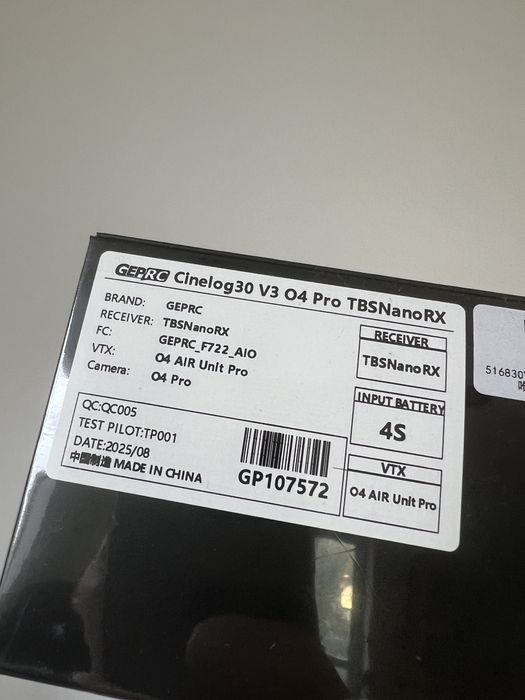 GEPRC Cinelog30 V3 O4 Pro TBSNanoRX
BRAND: GEPRC
RECEIVER: TBSNanoRX
FC: GEPRC_F722_AIO
VTX: O4 AIR Unit Pro
Camera: O4 Pro
RECEIVER
TBSNanoRX
INPUT BATTERY
4S
VTX
O4 AIR Unit Pro
QC:QC005
TEST PILOT:TP001
DATE:2025/08
中国制造 MADE IN CHINA
GP107572